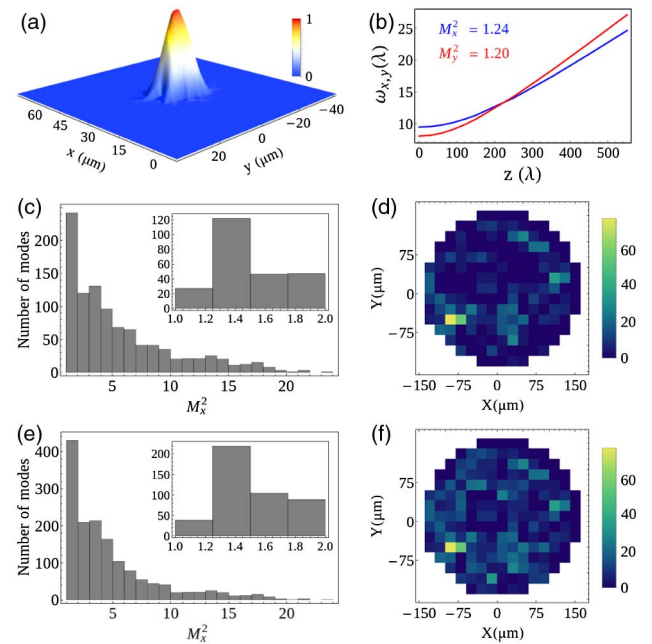 (a)
1
0
60
45
30
15
0
x (μm)
20
0
−20
−40
y (μm)
(b)
M²x = 1.24
M²y = 1.20
25
20
15
10
ωx,y(λ)
0 100 200 300 400 500
z (λ)
(c)
200
150
100
50
0
Number of modes
5 10 15 20
M²x
120
100
80
60
40
20
0
1.0 1.2 1.4 1.6 1.8 2.0
(d)
75
0
−75
Y(μm)
−150 −75 0 75 150
X(μm)
60
40
20
0
(e)
400
300
200
100
0
Number of modes
5 10 15 20
M²x
200
150
100
50
0
1.0 1.2 1.4 1.6 1.8 2.0
(f)
75
0
−75
Y(μm)
−150 −75 0 75 150
X(μm)
60
40
20
0